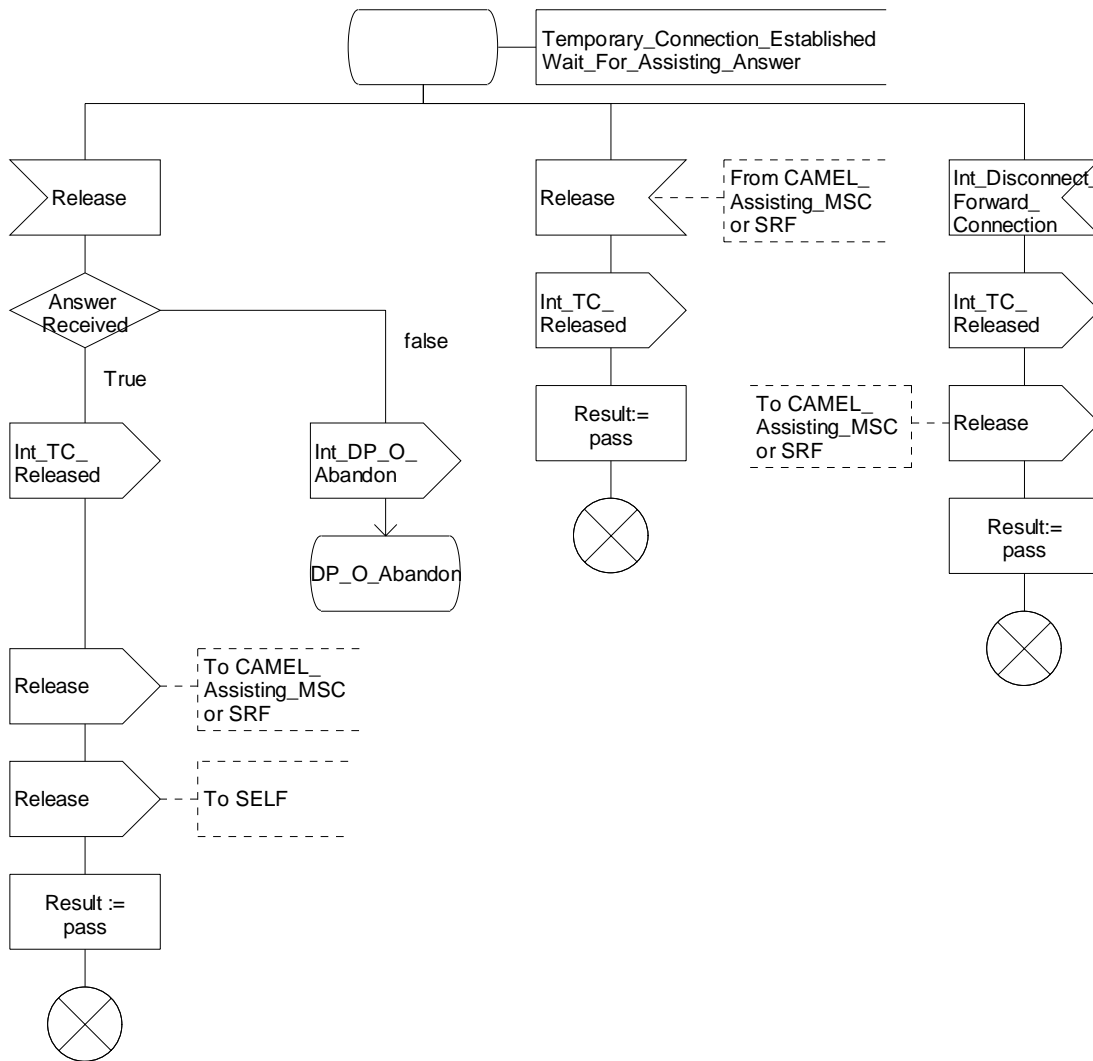 Temporary_Connection_Established
Wait_For_Assisting_Answer
Release
Release
From CAMEL_
Assisting_MSC
or SRF
Int_Disconnect_
Forward_
Connection
Answer
Received
Int_TC_
Released
Int_TC_
Released
false
True
Result:=
pass
To CAMEL_
Assisting_MSC
or SRF
Release
Int_TC_
Released
Int_DP_O_
Abandon
Result:=
pass
DP_O_Abandon
Release
To CAMEL_
Assisting_MSC
or SRF
Release
To SELF
Result :=
pass